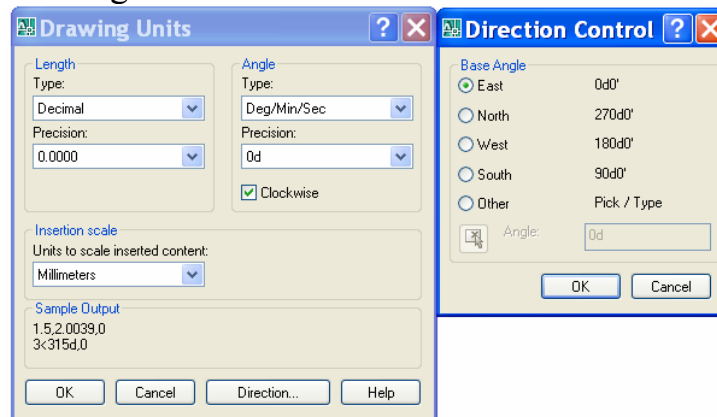 Drawing Units
Length
Type:
Decimal
Precision:
0.0000
Angle
Type:
Deg/Min/Sec
Precision:
0d
Clockwise
Insertion scale
Units to scale inserted content:
Millimeters
Sample Output
1.5,2.0039,0
3<315d,0
OK Cancel Direction... Help
Direction Control
Base Angle
East 0d0'
North 270d0'
West 180d0'
South 90d0'
Other Pick / Type
Angle: 0d
OK Cancel